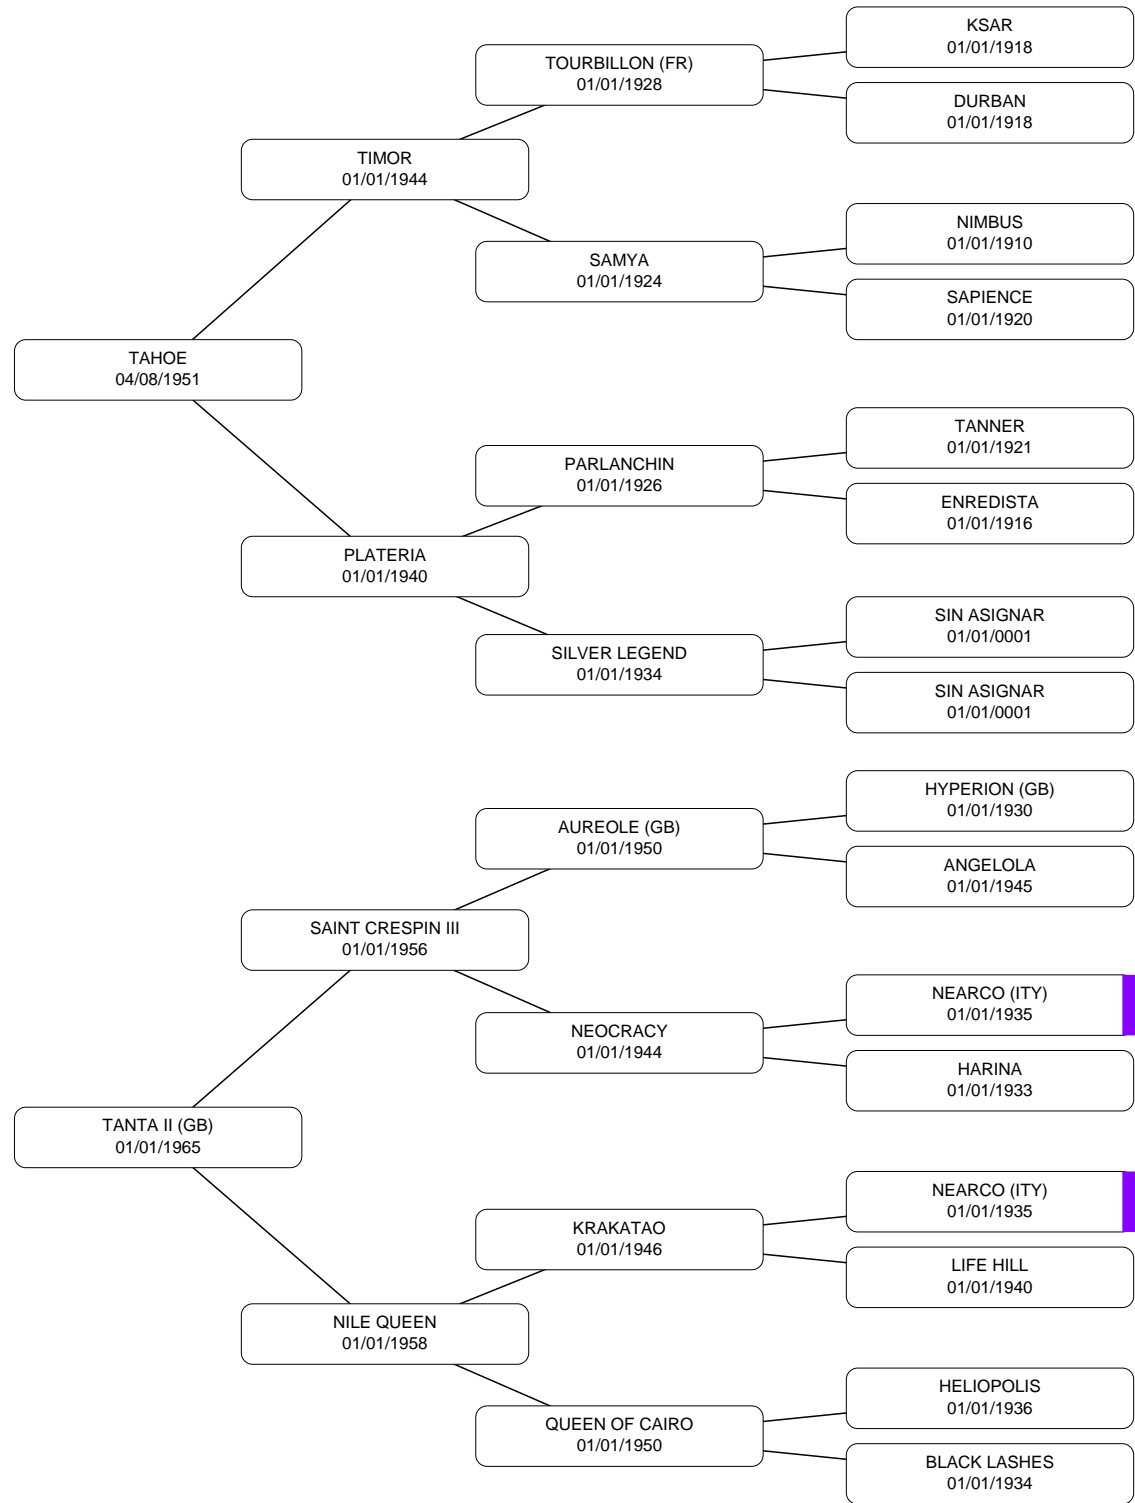 KSAR
01/01/1918
TOURBILLON (FR)
01/01/1928
DURBAN
01/01/1918
TIMOR
01/01/1944
NIMBUS
01/01/1910
SAMYA
01/01/1924
SAPIENCE
01/01/1920
TAHOE
04/08/1951
TANNER
01/01/1921
PARLANCHIN
01/01/1926
ENREDISTA
01/01/1916
PLATERIA
01/01/1940
SIN ASIGNAR
01/01/0001
SILVER LEGEND
01/01/1934
SIN ASIGNAR
01/01/0001
HYPERION (GB)
01/01/1930
AUREOLE (GB)
01/01/1950
ANGELOLA
01/01/1945
SAINT CRESPIN III
01/01/1956
NEARCO (ITY)
01/01/1935
NEOCRACY
01/01/1944
HARINA
01/01/1933
TANTA II (GB)
01/01/1965
NEARCO (ITY)
01/01/1935
KRAKATAO
01/01/1946
LIFE HILL
01/01/1940
NILE QUEEN
01/01/1958
HELIOPOLIS
01/01/1936
QUEEN OF CAIRO
01/01/1950
BLACK LASHES
01/01/1934